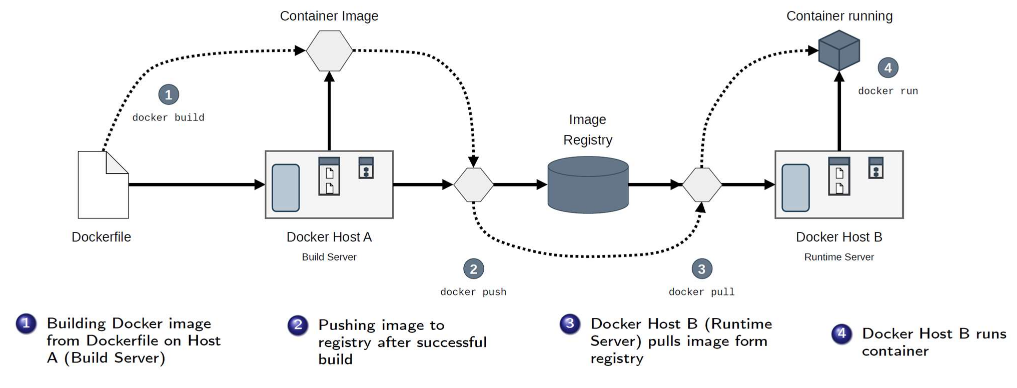 Container Image
Container running
1
docker build
4
docker run
Image
Registry
Dockerfile
Docker Host A
Build Server
Docker Host B
Runtime Server
2
docker push
3
docker pull
1 Building Docker image
from Dockerfile on Host
A (Build Server)
2 Pushing image to
registry after successful
build
3 Docker Host B (Runtime
Server) pulls image form
registry
4 Docker Host B runs
container